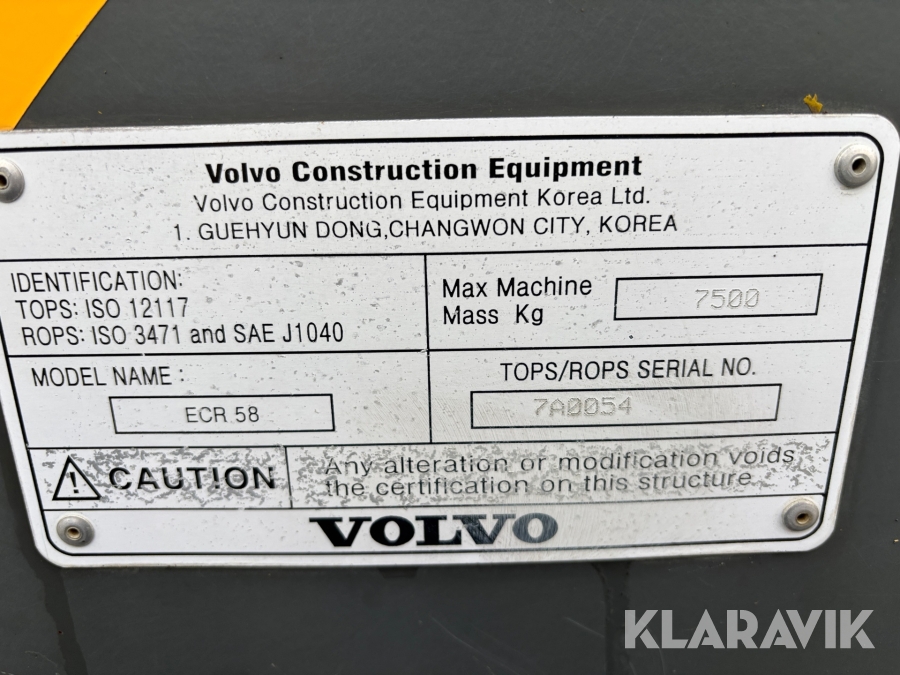 Volvo Construction Equipment
Volvo Construction Equipment Korea Ltd.
1. GUEHYUN DONG,CHANGWON CITY, KOREA
IDENTIFICATION:
TOPS: ISO 12117
ROPS: ISO 3471 and SAE J1040
Max Machine
Mass Kg
7500
MODEL NAME :
ECR 58
TOPS/ROPS SERIAL NO.
7A0054
CAUTION
Any alteration or modification voids
the certification on this structure
VOLVO
KLARAVIK